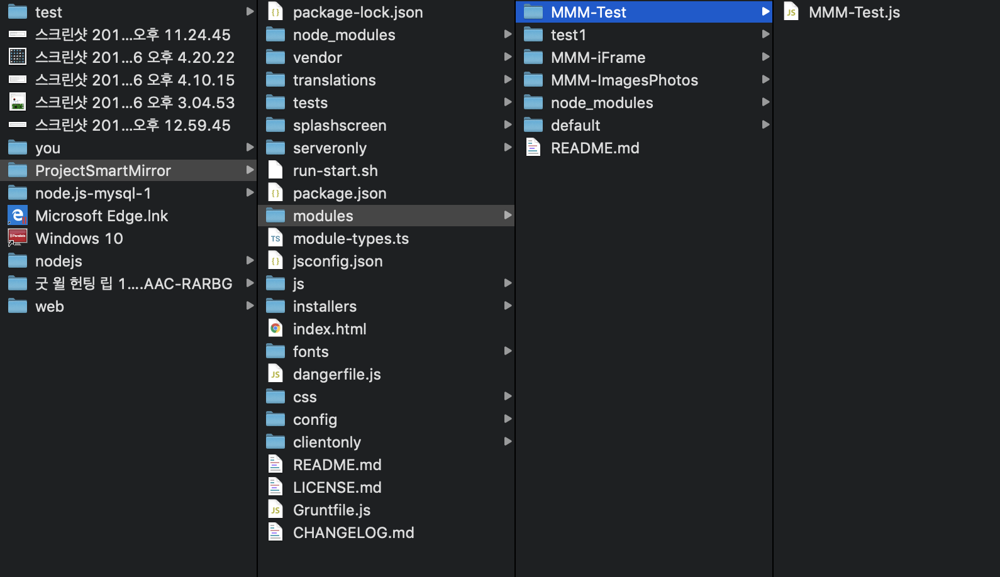 test
스크린샷 201...오후 11.24.45
스크린샷 201...6 오후 4.20.22
스크린샷 201...6 오후 4.10.15
스크린샷 201...6 오후 3.04.53
스크린샷 201...오후 12.59.45
you
ProjectSmartMirror
node.js-mysql-1
Microsoft Edge.lnk
Windows 10
nodejs
굿 윌 헌팅 립 1....AAC-RARBG
web
package-lock.json
node_modules
vendor
translations
tests
splashscreen
serveronly
run-start.sh
package.json
modules
module-types.ts
jsconfig.json
js
installers
index.html
fonts
dangerfile.js
css
config
clientonly
README.md
LICENSE.md
Gruntfile.js
CHANGELOG.md
MMM-Test
test1
MMM-iFrame
MMM-ImagesPhotos
node_modules
default
README.md
MMM-Test.js